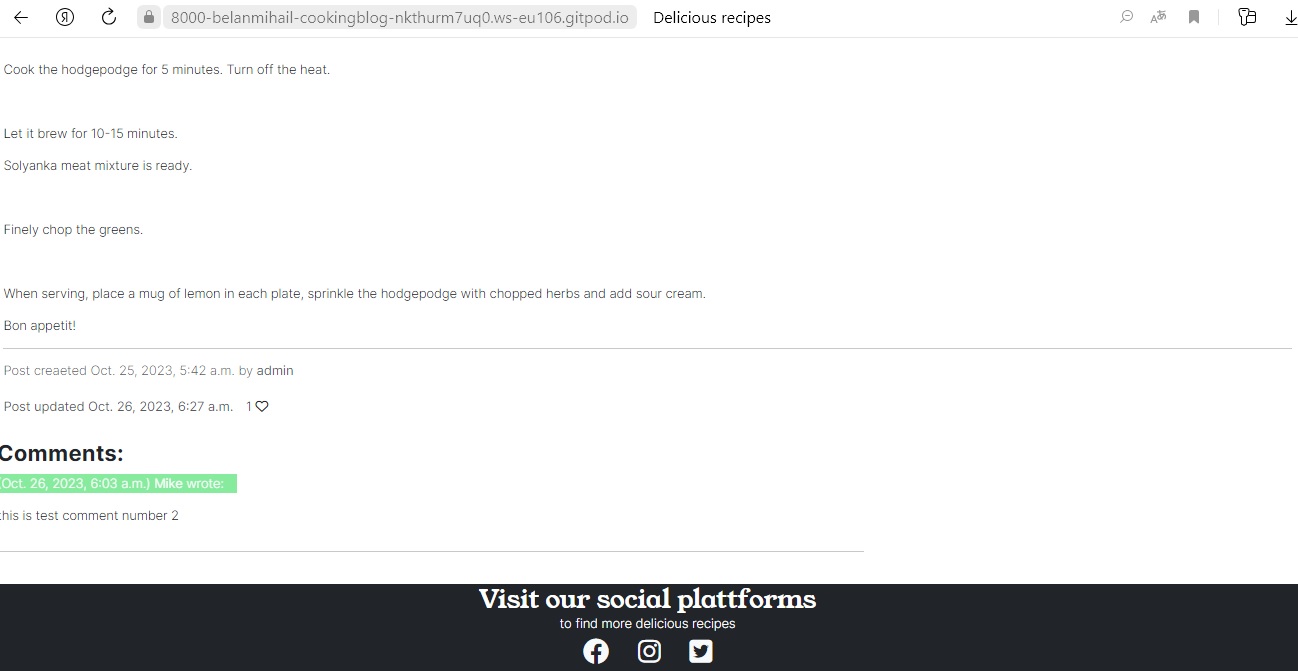 8000-belanmihail-cookingblog-nkthurm7uq0.ws-eu106.gitpod.io Delicious recipes
Cook the hodgepodge for 5 minutes. Turn off the heat.
Let it brew for 10-15 minutes.
Solyanka meat mixture is ready.
Finely chop the greens.
When serving, place a mug of lemon in each plate, sprinkle the hodgepodge with chopped herbs and add sour cream.
Bon appetit!
Post creaeted Oct. 25, 2023, 5:42 a.m. by admin
Post updated Oct. 26, 2023, 6:27 a.m. 1
Comments:
(Oct. 26, 2023, 6:03 a.m.) Mike wrote:
this is test comment number 2
Visit our social plattforms
to find more delicious recipes